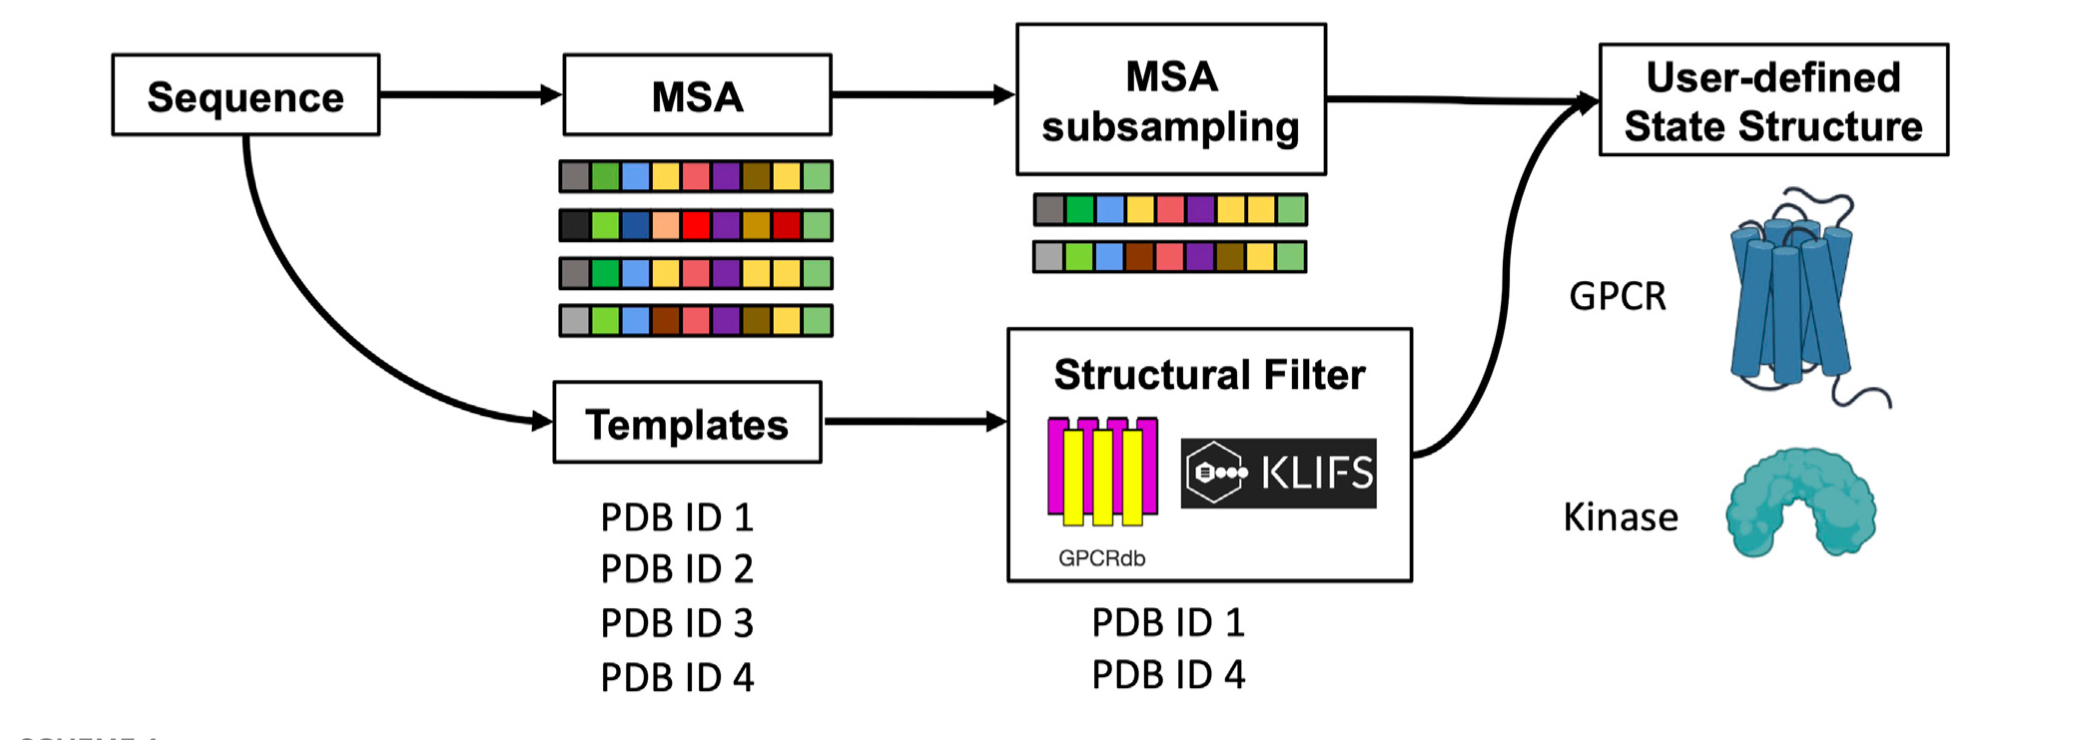 Sequence
MSA
MSA
subsampling
User-defined
State Structure
GPCR
Templates
Structural Filter
KLIFS
GPCRdb
Kinase
PDB ID 1
PDB ID 2
PDB ID 3
PDB ID 4
PDB ID 1
PDB ID 4